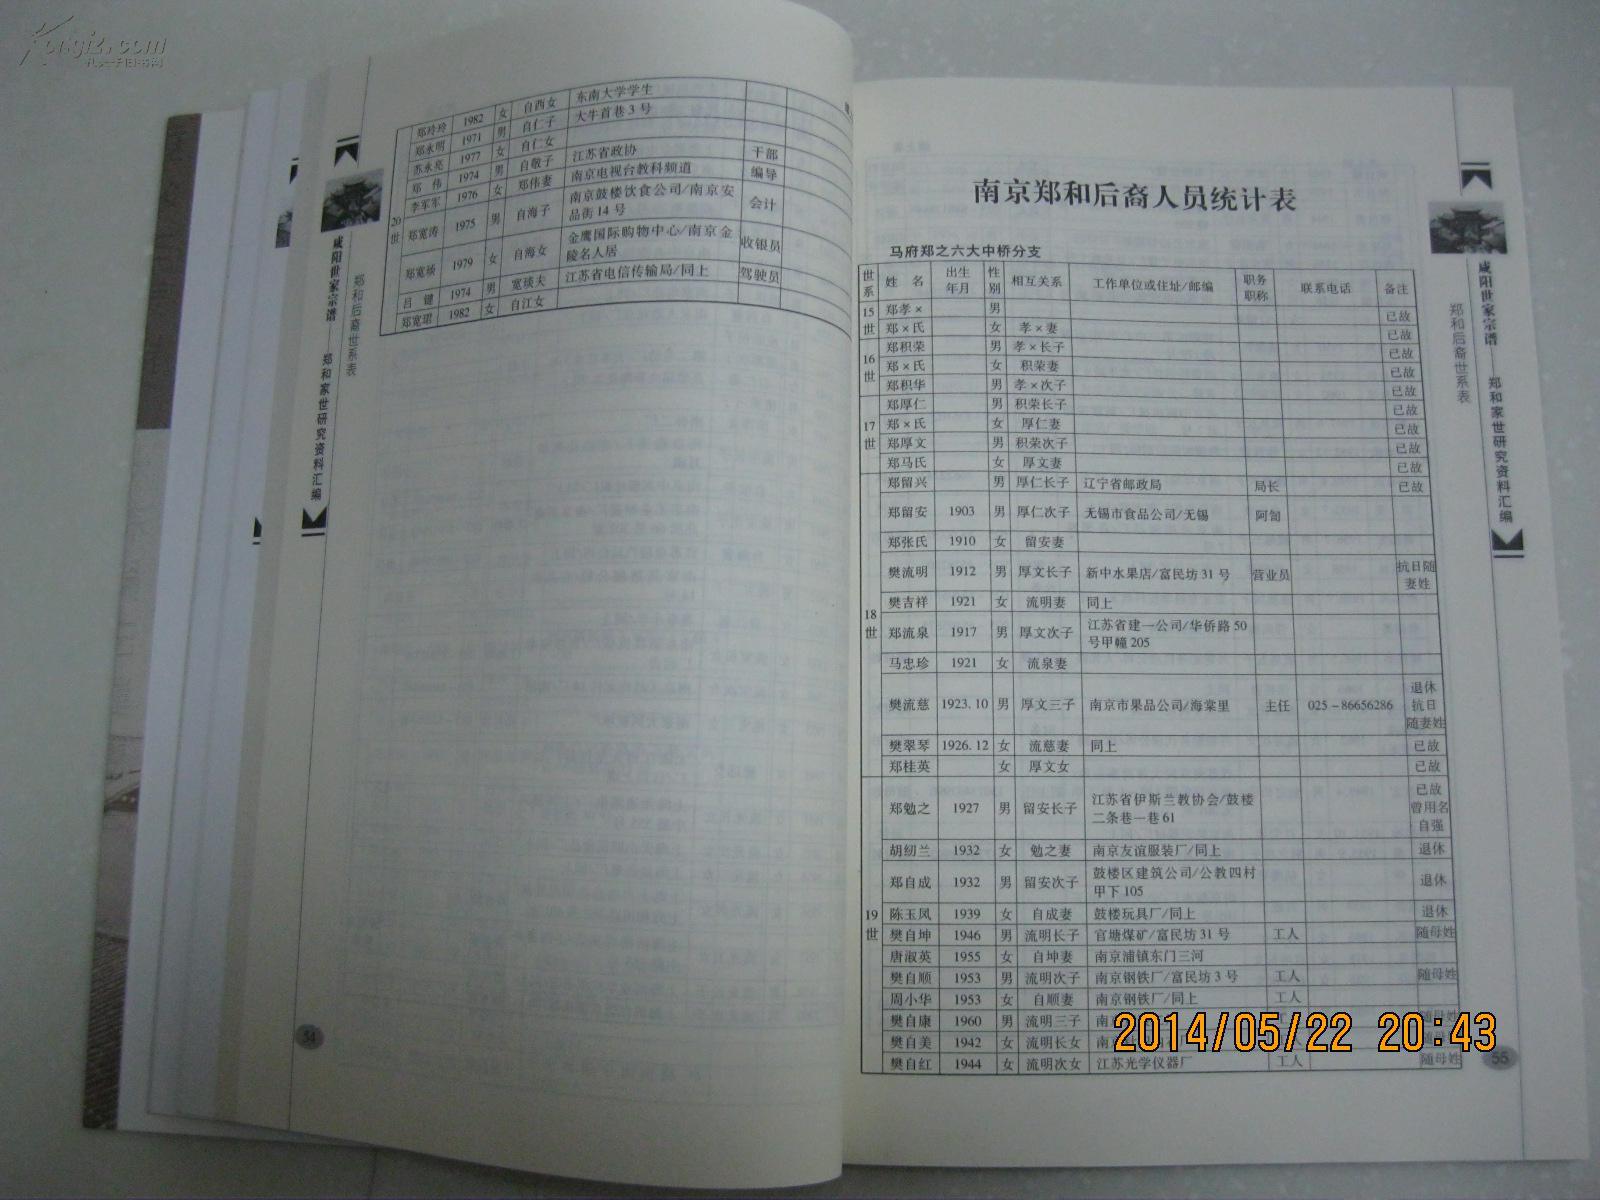 咸阳世家宗谱
郑和家世研究资料汇编
郑和后裔世系表
20世
郑玲玲 1982 女 自西女 东南大学学生
郑永明 1971 男 自仁子 大牛首巷3号
苏永亮 1977 女 自仁女
郑伟 1974 男 自敬子 江苏省政协 干部
李军军 1976 女 郑伟妻 南京电视台教科频道 编导
郑宽涛 1975 男 自海子 南京鼓楼饮食公司/南京安品街14号 会计
1979 女 自海女 金鹰国际购物中心/南京金陵名人居 收银员
吕键 1974 男 宽琰夫 江苏省电信传输局/同上 驾驶员
郑宽珺 1982 女 自江女
54
南京郑和后裔人员统计表
马府郑之六大中桥分支
世系 姓名 出生年月 性别 相互关系 工作单位或住址/邮编 职务职称 联系电话 备注
15世
郑孝× 男 已故
郑×氏 女 孝×妻 已故
16世
郑积荣 男 孝×长子 已故
郑×氏 女 积荣妻 已故
郑积华 男 孝×次子 已故
17世
郑厚仁 男 积荣长子 已故
郑×氏 女 厚仁妻 已故
郑厚文 男 积荣次子 已故
郑马氏 女 厚文妻 已故
18世
郑留兴 男 厚仁长子 辽宁省邮政局 局长 已故
郑留安 1903 男 厚仁次子 无锡市食品公司/无锡 阿訇
郑张氏 1910 女 留安妻
樊流明 1912 男 厚文长子 新中水果店/富民坊31号 营业员 抗日随妻姓
樊吉祥 1921 女 流明妻 同上
郑流泉 1917 男 厚文次子 江苏省建一公司/华侨路50号甲幢205
马忠珍 1921 女 流泉妻
樊流慈 1923.10 男 厚文三子 南京市果品公司/海棠里 主任 025-86656286 退休抗日随妻姓
樊翠琴 1926.12 女 流慈妻 同上 已故
郑桂英 女 厚文女 已故
19世
郑勉之 1927 男 留安长子 江苏省伊斯兰教协会/鼓楼二条巷一巷61 已故曾用名自强
胡纫兰 1932 女 勉之妻 南京友谊服装厂/同上 退休
郑自成 1932 男 留安次子 鼓楼区建筑公司/公教四村甲下105 退休
陈玉凤 1939 女 自成妻 鼓楼玩具厂/同上 退休
樊自坤 1946 男 流明长子 官塘煤矿/富民坊31号 工人 随母姓
唐淑英 1955 女 自坤妻 南京浦镇东门三河
樊自顺 1953 男 流明次子 南京钢铁厂/富民坊3号 工人 随母姓
周小华 1953 女 自顺妻 南京钢铁厂/同上 工人
樊自康 1960 男 流明三子 南 工人 随母姓
樊自美 1942 女 流明长女 南 工人 随母姓
樊自红 1944 女 流明次女 江苏光学仪器厂 工人 随母姓
咸阳世家宗谱
郑和家世研究资料汇编
郑和后裔世系表
55
2014/05/22 20:43